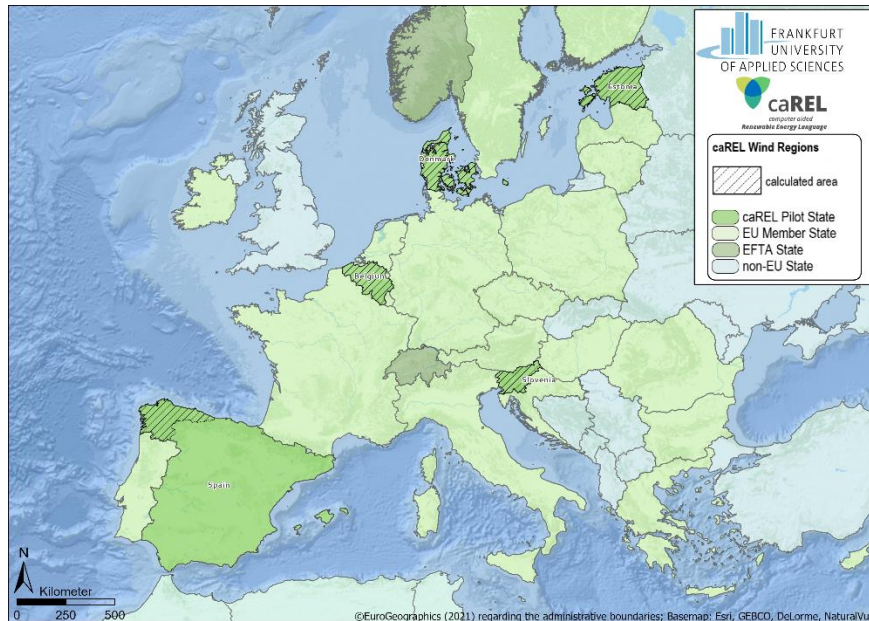 FRANKFURT
UNIVERSITY
OF APPLIED SCIENCES
caREL
computer aided
Renewable Energy Language
caREL Wind Regions
calculated area
caREL Pilot State
EU Member State
EFTA State
non-EU State
Estonia
Denmark
Belgium
Slovenia
Spain
N
Kilometer
0 250 500
©EuroGeographics (2021) regarding the administrative boundaries; Basemap: Esri, GEBCO, DeLorme, NaturalVu